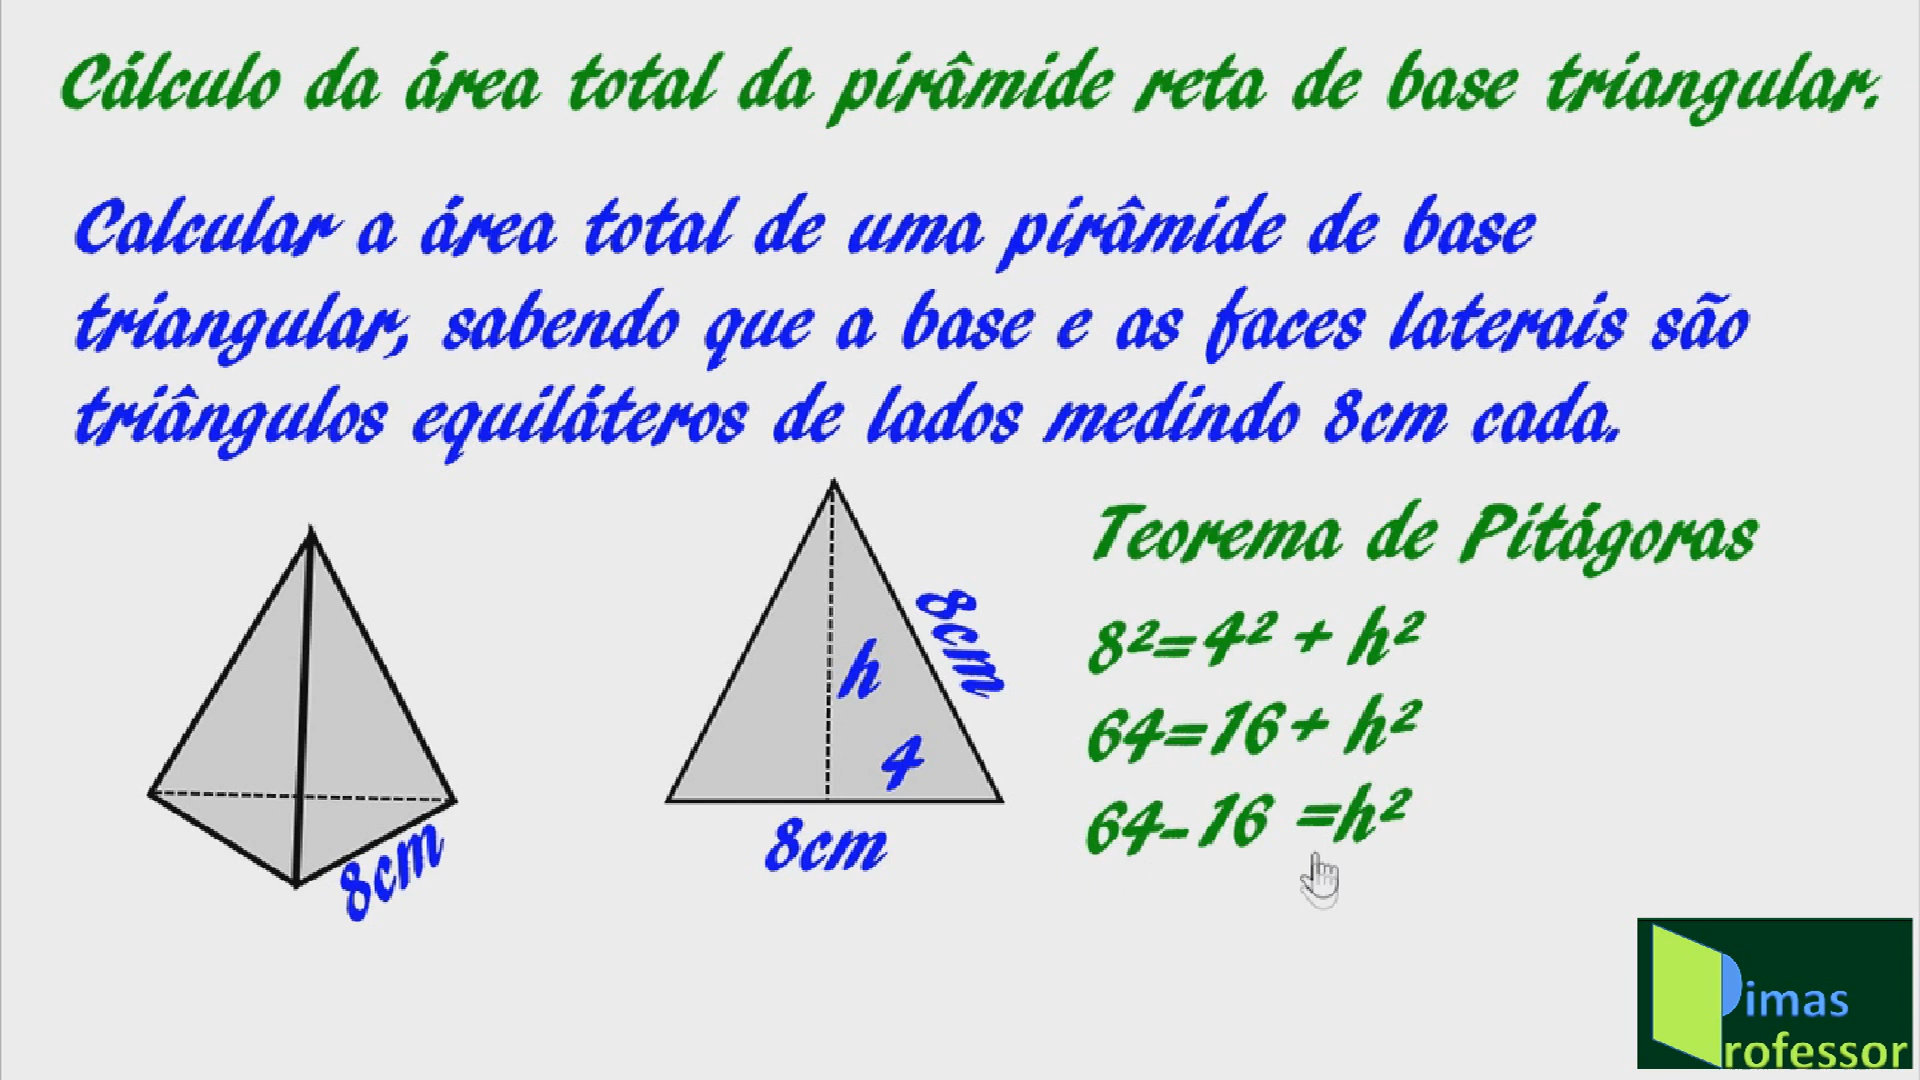 Cálculo da área total da pirâmide reta de base triangular.
Calcular a área total de uma pirâmide de base
triangular, sabendo que a base e as faces laterais são
triângulos equiláteros de lados medindo 8cm cada.
8cm
h
4
8cm
8cm
Teorema de Pitágoras
8²=4² + h²
64=16+ h²
64-16 =h²
Dimas
Professor